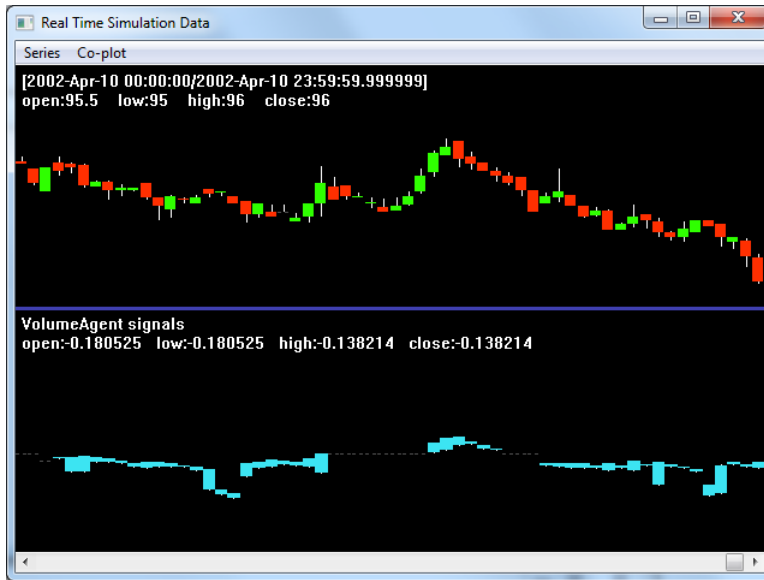 Real Time Simulation Data
Series Co-plot
[2002-Apr-10 00:00:00/2002-Apr-10 23:59:59.999999]
open:95.5 low:95 high:96 close:96
VolumeAgent signals
open:-0.180525 low:-0.180525 high:-0.138214 close:-0.138214